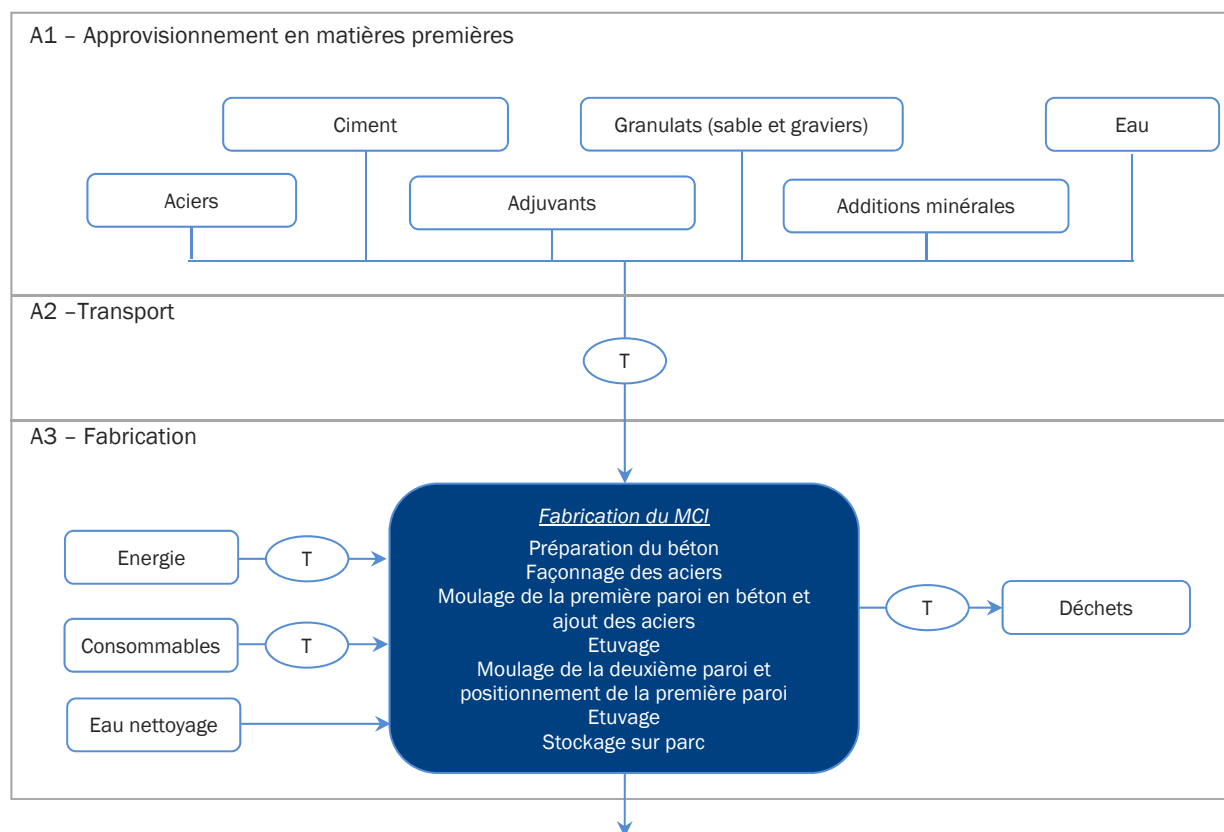 A1 – Approvisionnement en matières premières
Ciment
Granulats (sable et graviers)
Eau
Aciers
Adjuvants
Additions minérales
A2 –Transport
T
A3 – Fabrication
Fabrication du MCI
Préparation du béton
Façonnage des aciers
Moulage de la première paroi en béton et
ajout des aciers
Etuvage
Moulage de la deuxième paroi et
positionnement de la première paroi
Etuvage
Stockage sur parc
Energie
T
Consommables
T
Eau nettoyage
T
Déchets